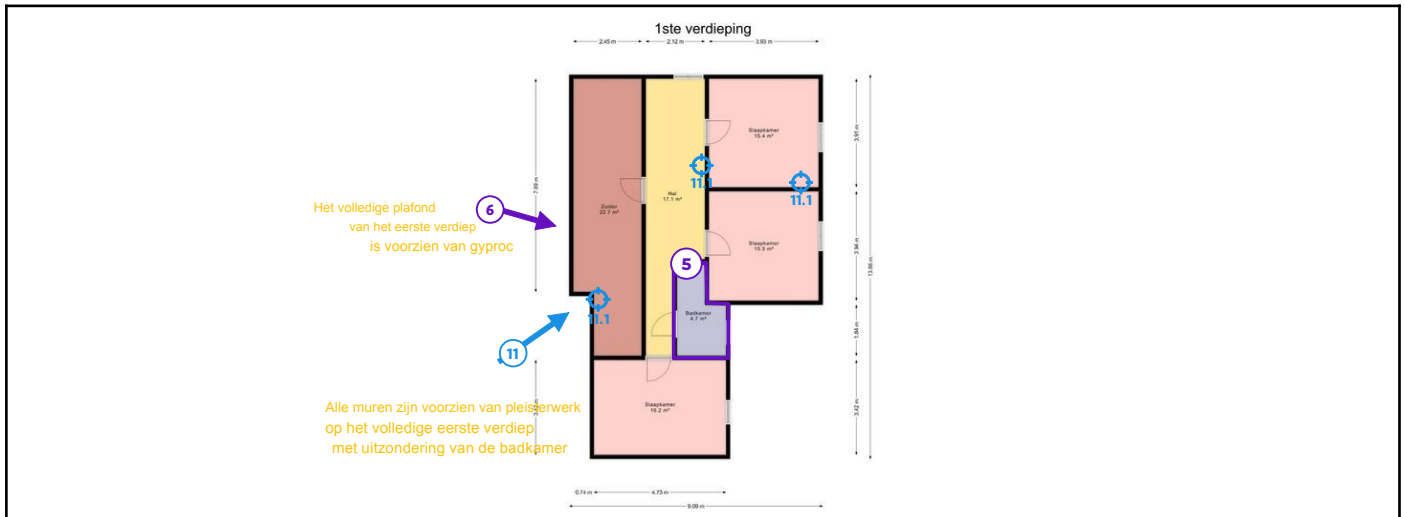 1ste verdieping
2.45 m
2.12 m
3.93 m
Slaapkamer
15.4 m²
3.91 m
7.89 m
11.1
11.1
Hal
17.1 m²
Zolder
22.7 m²
Het volledige plafond
van het eerste verdiep
is voorzien van gyproc
6
Slaapkamer
15.5 m²
3.94 m
13.86 m
5
Badkamer
4.7 m²
11.1
1.84 m
11
Slaapkamer
16.2 m²
3.42 m
Alle muren zijn voorzien van pleisterwerk
op het volledige eerste verdiep
met uitzondering van de badkamer
0.74 m
4.73 m
9.09 m